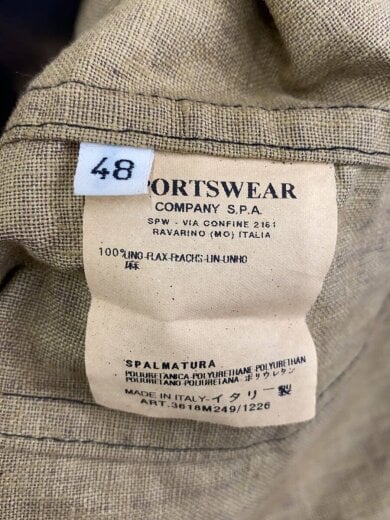 48
PORTSWEAR
COMPANY S.P.A.
SPW - VIA CONFINE 2161
RAVARINO (MO) ITALIA
100% LINO-FLAX-FLACHS-LIN-LINHO
麻
SPALMATURA
POLIURETANICA-POLYURETHANE-POLYURETHAN
POLIURETANO-POLIURETANA-ポリウレタン
MADE IN ITALY-イタリー製
ART.3618M249/1226